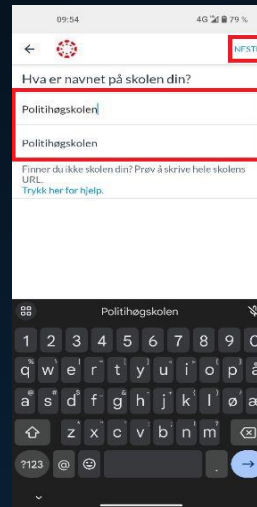 09:54
4G 79 %
NESTE
Hva er navnet på skolen din?
Politihøgskolen
Politihøgskolen
Finner du ikke skolen din? Prøv å skrive hele skolens
URL.
Trykk her for hjelp.
Politihøgskolen
1 2 3 4 5 6 7 8 9 0
q w e r t y u i o p å
a s d f g h j k l ø æ
z x c v b n m
?123 @ .